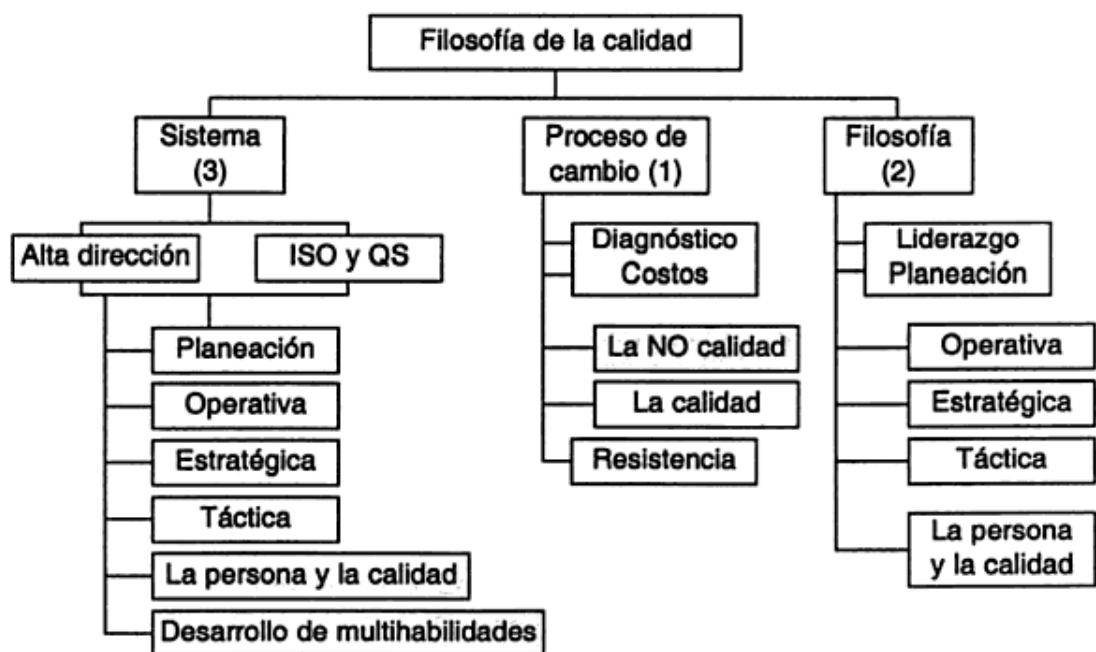 Filosofía de la calidad
Sistema
(3)
Alta dirección
ISO y QS
Planeación
Operativa
Estratégica
Táctica
La persona y la calidad
Desarrollo de multihabilidades
Proceso de
cambio (1)
Diagnóstico
Costos
La NO calidad
La calidad
Resistencia
Filosofía
(2)
Liderazgo
Planeación
Operativa
Estratégica
Táctica
La persona
y la calidad